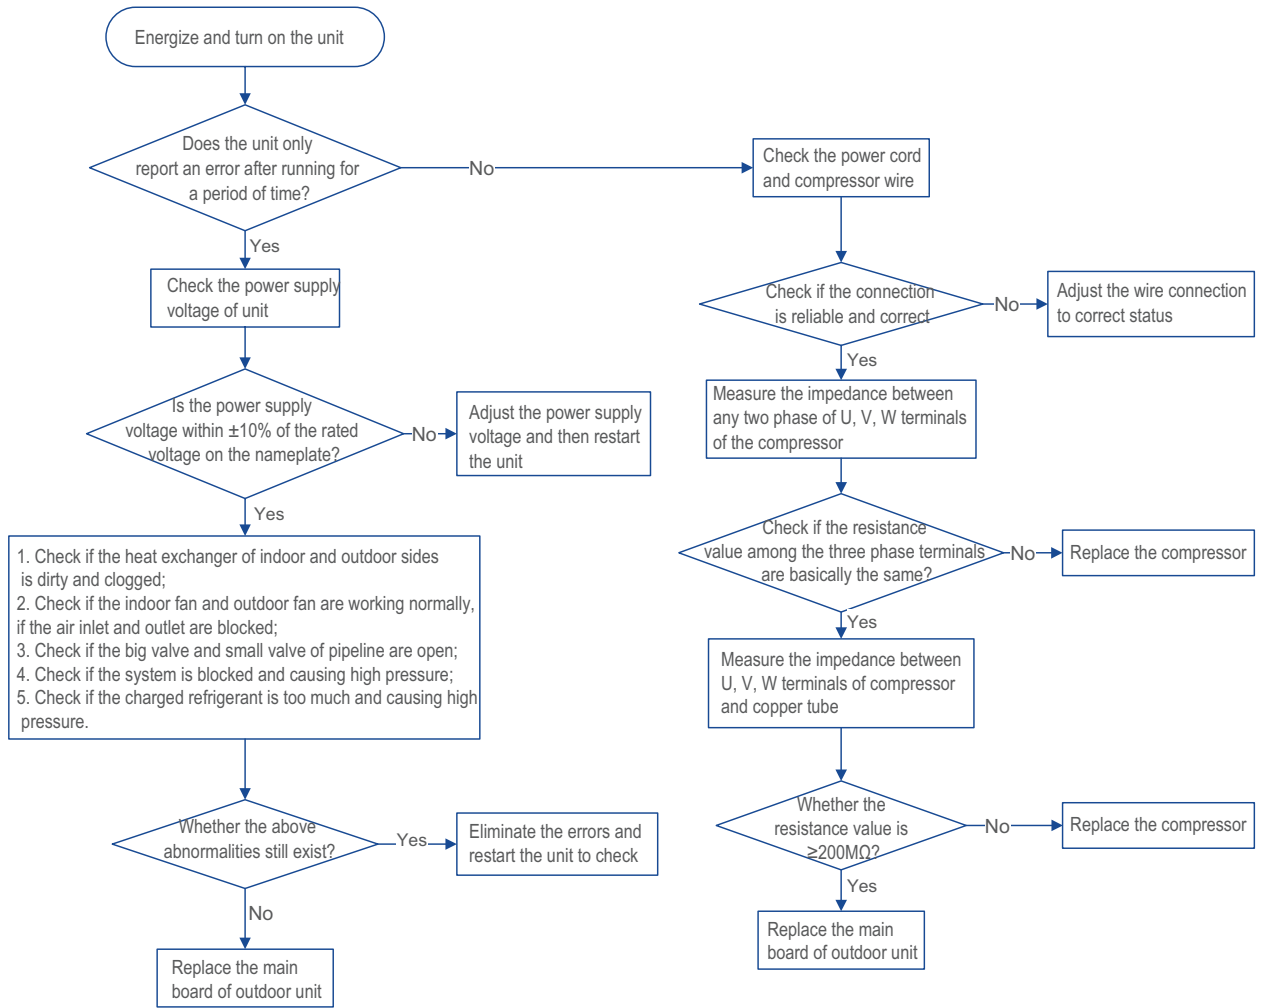 Energize and turn on the unit
Does the unit only
report an error after running for
a period of time?
No
Check the power cord
and compressor wire
Yes
Check the power supply
voltage of unit
Check if the connection
is reliable and correct
No
Adjust the wire connection
to correct status
Yes
Is the power supply
voltage within ±10% of the rated
voltage on the nameplate?
No
Adjust the power supply
voltage and then restart
the unit
Measure the impedance between
any two phase of U, V, W terminals
of the compressor
Yes
Check if the resistance
value among the three phase terminals
are basically the same?
No
Replace the compressor
1. Check if the heat exchanger of indoor and outdoor sides
is dirty and clogged;
2. Check if the indoor fan and outdoor fan are working normally,
if the air inlet and outlet are blocked;
3. Check if the big valve and small valve of pipeline are open;
4. Check if the system is blocked and causing high pressure;
5. Check if the charged refrigerant is too much and causing high
pressure.
Yes
Measure the impedance between
U, V, W terminals of compressor
and copper tube
Whether the above
abnormalities still exist?
Yes
Eliminate the errors and
restart the unit to check
Whether the
resistance value is
≥200MΩ?
No
Replace the compressor
Yes
No
Replace the main
board of outdoor unit
Replace the main
board of outdoor unit